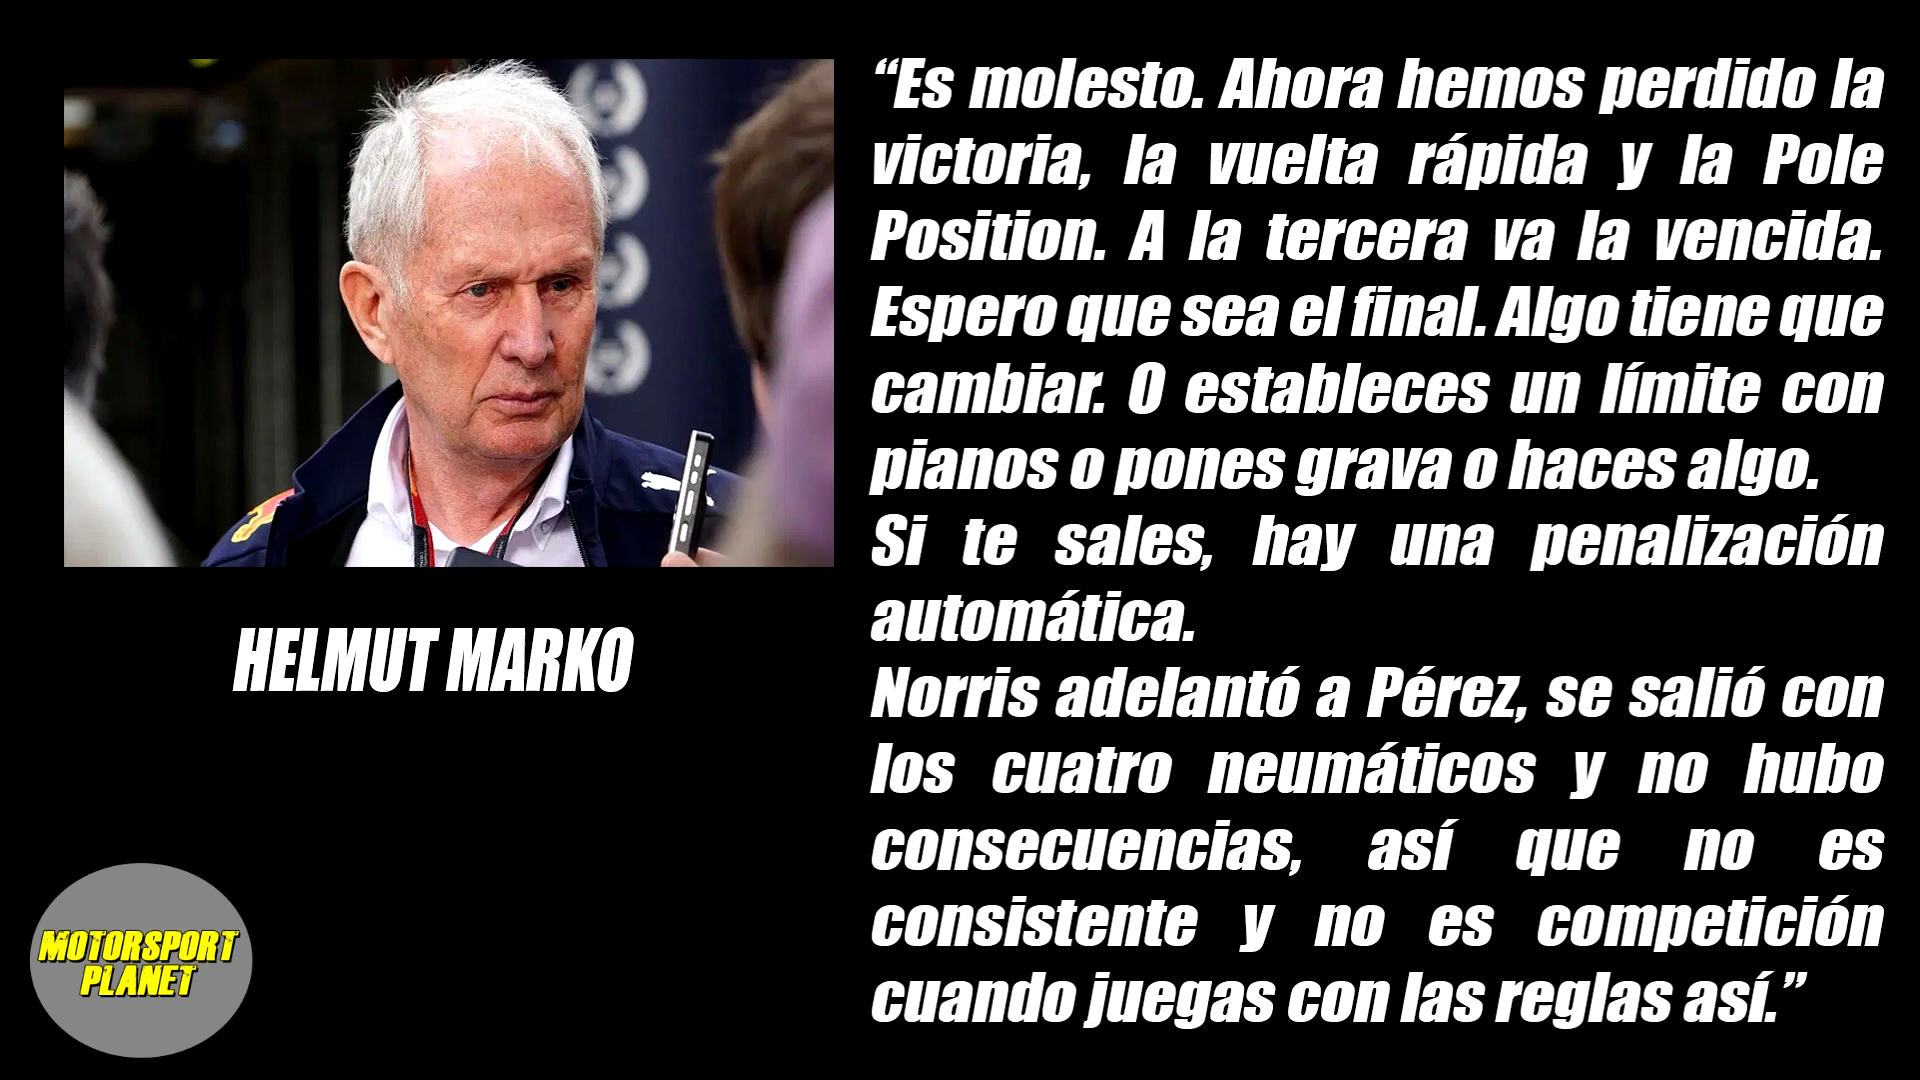 “Es molesto. Ahora hemos perdido la
victoria, la vuelta rápida y la Pole
Position. A la tercera va la vencida.
Espero que sea el final. Algo tiene que
cambiar. O estableces un límite con
pianos o pones grava o haces algo.
Si te sales, hay una penalización
automática.
Norris adelantó a Pérez, se salió con
los cuatro neumáticos y no hubo
consecuencias, así que no es
consistente y no es competición
cuando juegas con las reglas así.”
HELMUT MARKO
MOTORSPORT
PLANET